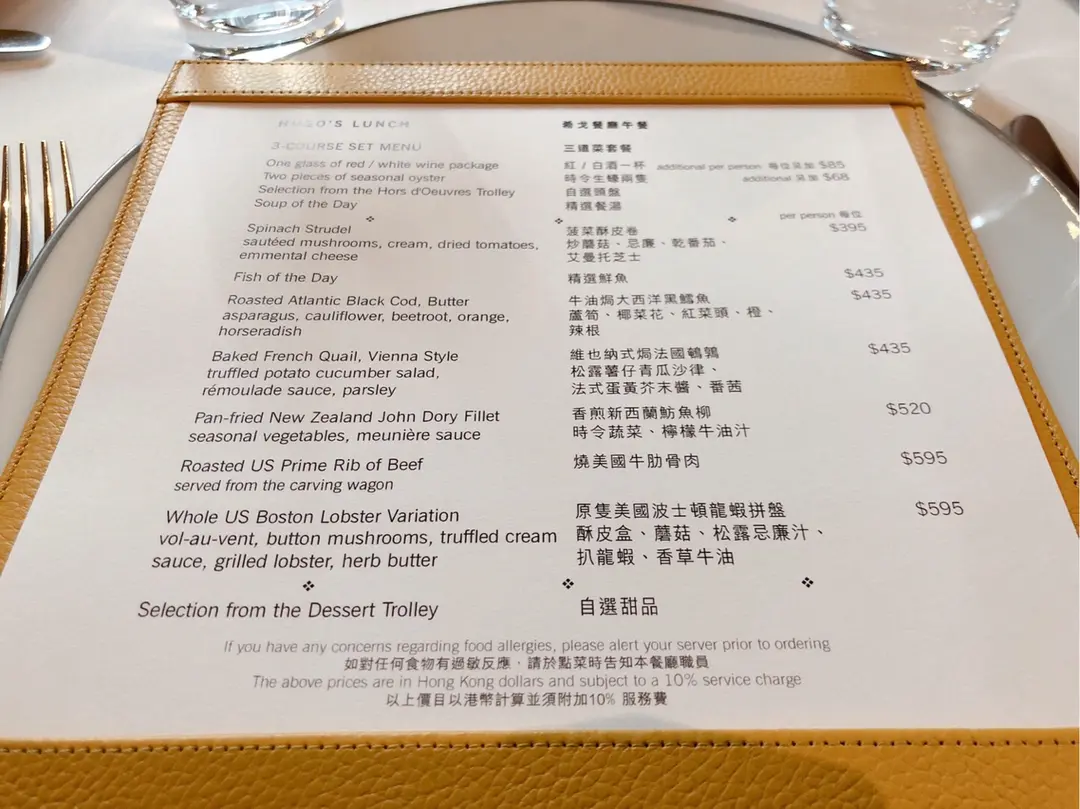 HUGO'S LUNCH 希戈餐廳午餐
3-COURSE SET MENU 三道菜套餐
One glass of red / white wine package 紅 / 白酒一杯 additional per person 每位另加 $85
Two pieces of seasonal oyster 時令生蠔兩隻 additional 另加 $68
Selection from the Hors d'Oeuvres Trolley 自選頭盤
Soup of the Day 精選餐湯
per person 每位
Spinach Strudel 菠菜酥皮卷 $395
sautéed mushrooms, cream, dried tomatoes, 炒蘑菇、忌廉、乾番茄、
emmental cheese 艾曼托芝士
Fish of the Day 精選鮮魚 $435
Roasted Atlantic Black Cod, Butter 牛油焗大西洋黑鱈魚 $435
asparagus, cauliflower, beetroot, orange, 蘆筍、椰菜花、紅菜頭、橙、
horseradish 辣根
Baked French Quail, Vienna Style 維也納式焗法國鵪鶉 $435
truffled potato cucumber salad, 松露薯仔青瓜沙律、
rémoulade sauce, parsley 法式蛋黃芥末醬、番茜
Pan-fried New Zealand John Dory Fillet 香煎新西蘭魴魚柳 $520
seasonal vegetables, meunière sauce 時令蔬菜、檸檬牛油汁
Roasted US Prime Rib of Beef 燒美國牛肋骨肉 $595
served from the carving wagon
Whole US Boston Lobster Variation 原隻美國波士頓龍蝦拼盤 $595
vol-au-vent, button mushrooms, truffled cream 酥皮盒、蘑菇、松露忌廉汁、
sauce, grilled lobster, herb butter 扒龍蝦、香草牛油
Selection from the Dessert Trolley 自選甜品
If you have any concerns regarding food allergies, please alert your server prior to ordering
如對任何食物有過敏反應，請於點菜時告知本餐廳職員
The above prices are in Hong Kong dollars and subject to a 10% service charge
以上價目以港幣計算並須附加10% 服務費